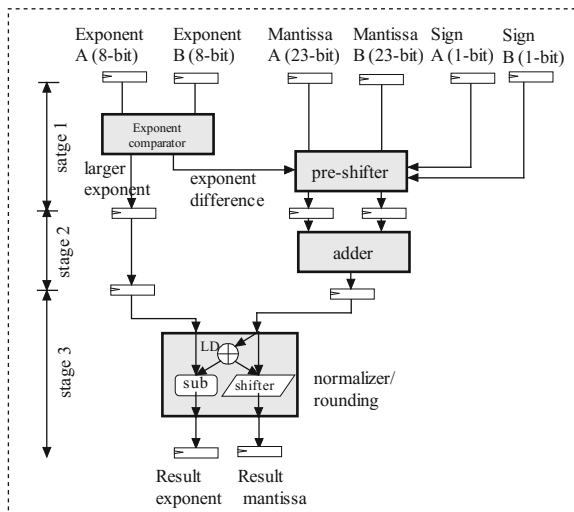 Exponent
A (8-bit)
Exponent
B (8-bit)
Mantissa
A (23-bit)
Mantissa
B (23-bit)
Sign
A (1-bit)
Sign
B (1-bit)
satge 1
Exponent
comparator
larger
exponent
exponent
difference
pre-shifter
stage 2
adder
stage 3
LD
sub
shifter
normalizer/
rounding
Result
exponent
Result
mantissa